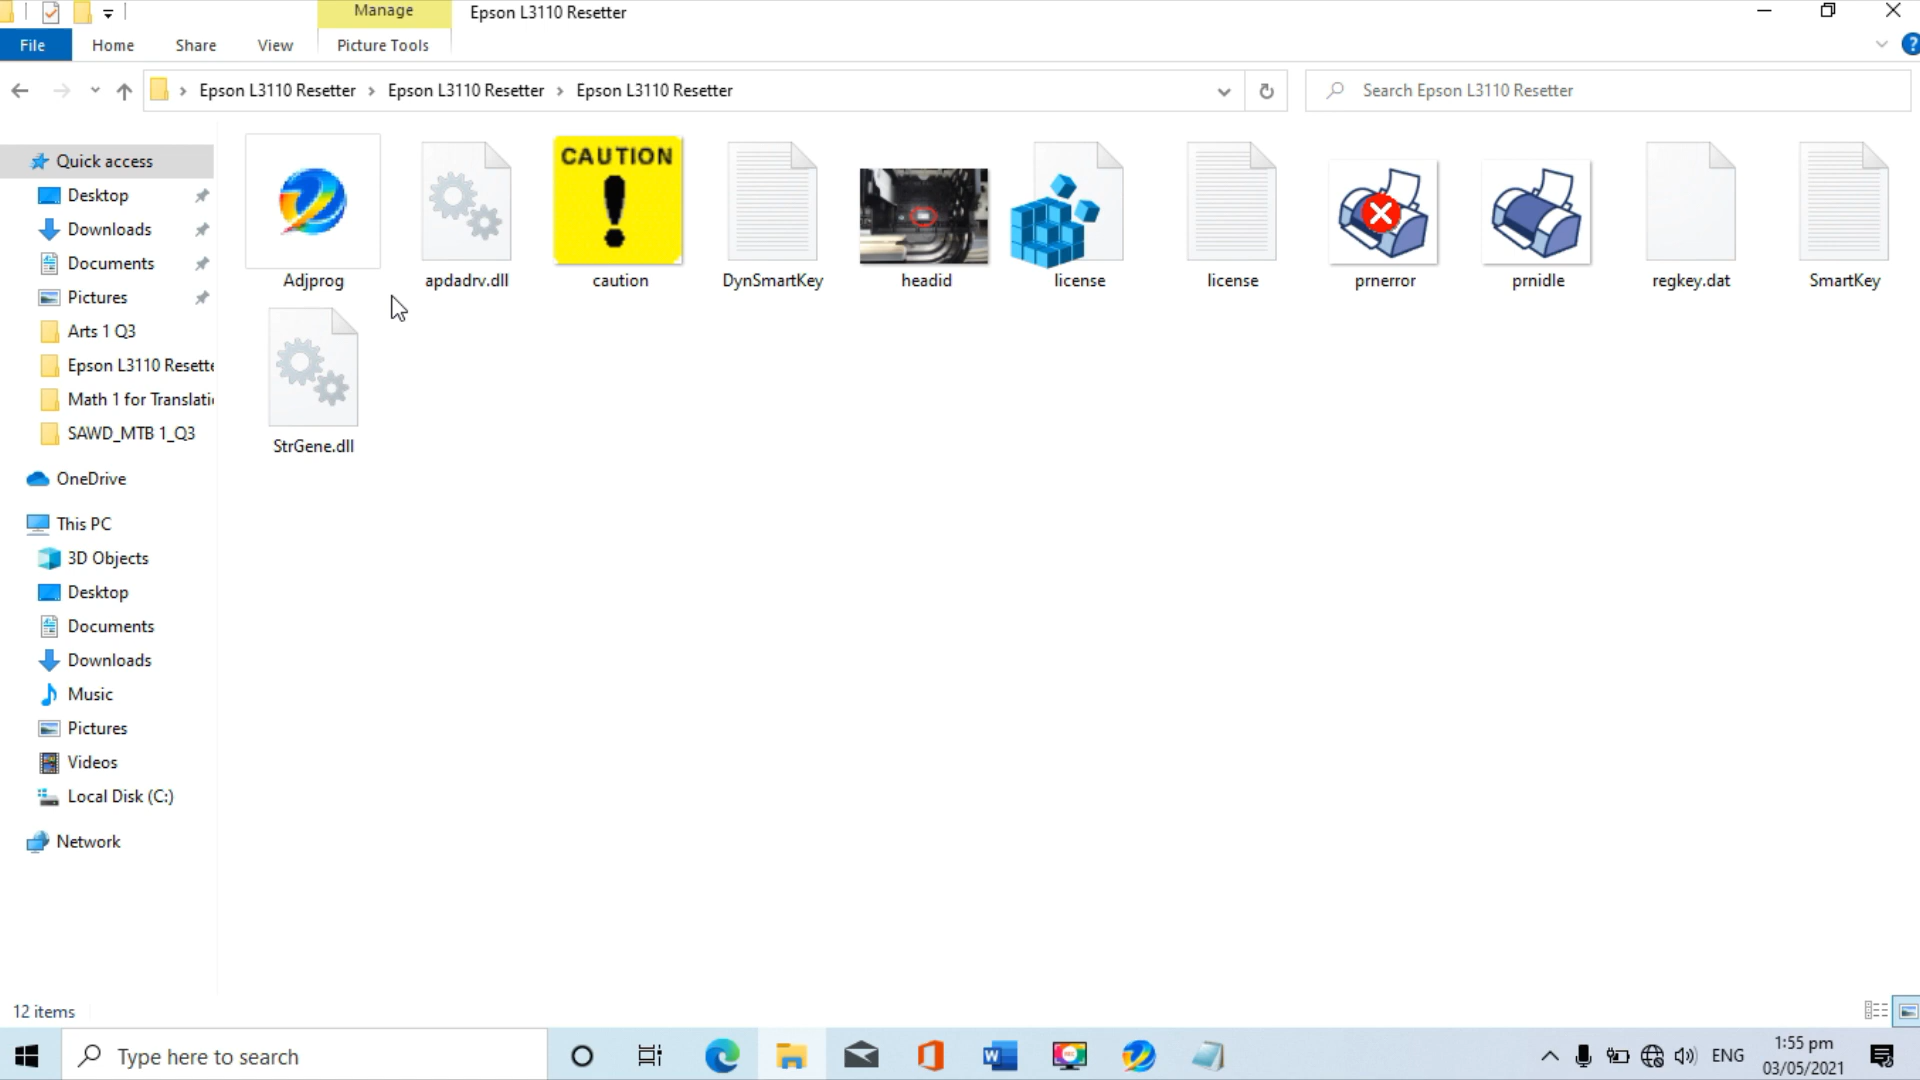 Manage
Epson L3110 Resetter
File
Home
Share
View
Picture Tools
?
Epson L3110 Resetter
Epson L3110 Resetter
Epson L3110 Resetter
Search Epson L3110 Resetter
Quick access
Desktop
Downloads
Documents
Pictures
Arts 1 Q3
Epson L3110 Resette
Math 1 for Translati
SAWD_MTB 1_Q3
OneDrive
This PC
3D Objects
Desktop
Documents
Downloads
Music
Pictures
Videos
Local Disk (C:)
Network
CAUTION
!
Adjprog
apdadrv.dll
caution
DynSmartKey
headid
license
license
prnerror
prnidle
regkey.dat
SmartKey
StrGene.dll
12 items
Type here to search
ENG
1:55 pm
03/05/2021